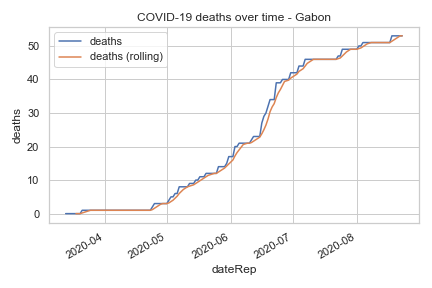 COVID-19 deaths over time - Gabon
deaths
deaths (rolling)
50
40
30
20
10
0
deaths
2020-04
2020-05
2020-06
2020-07
2020-08
dateRep